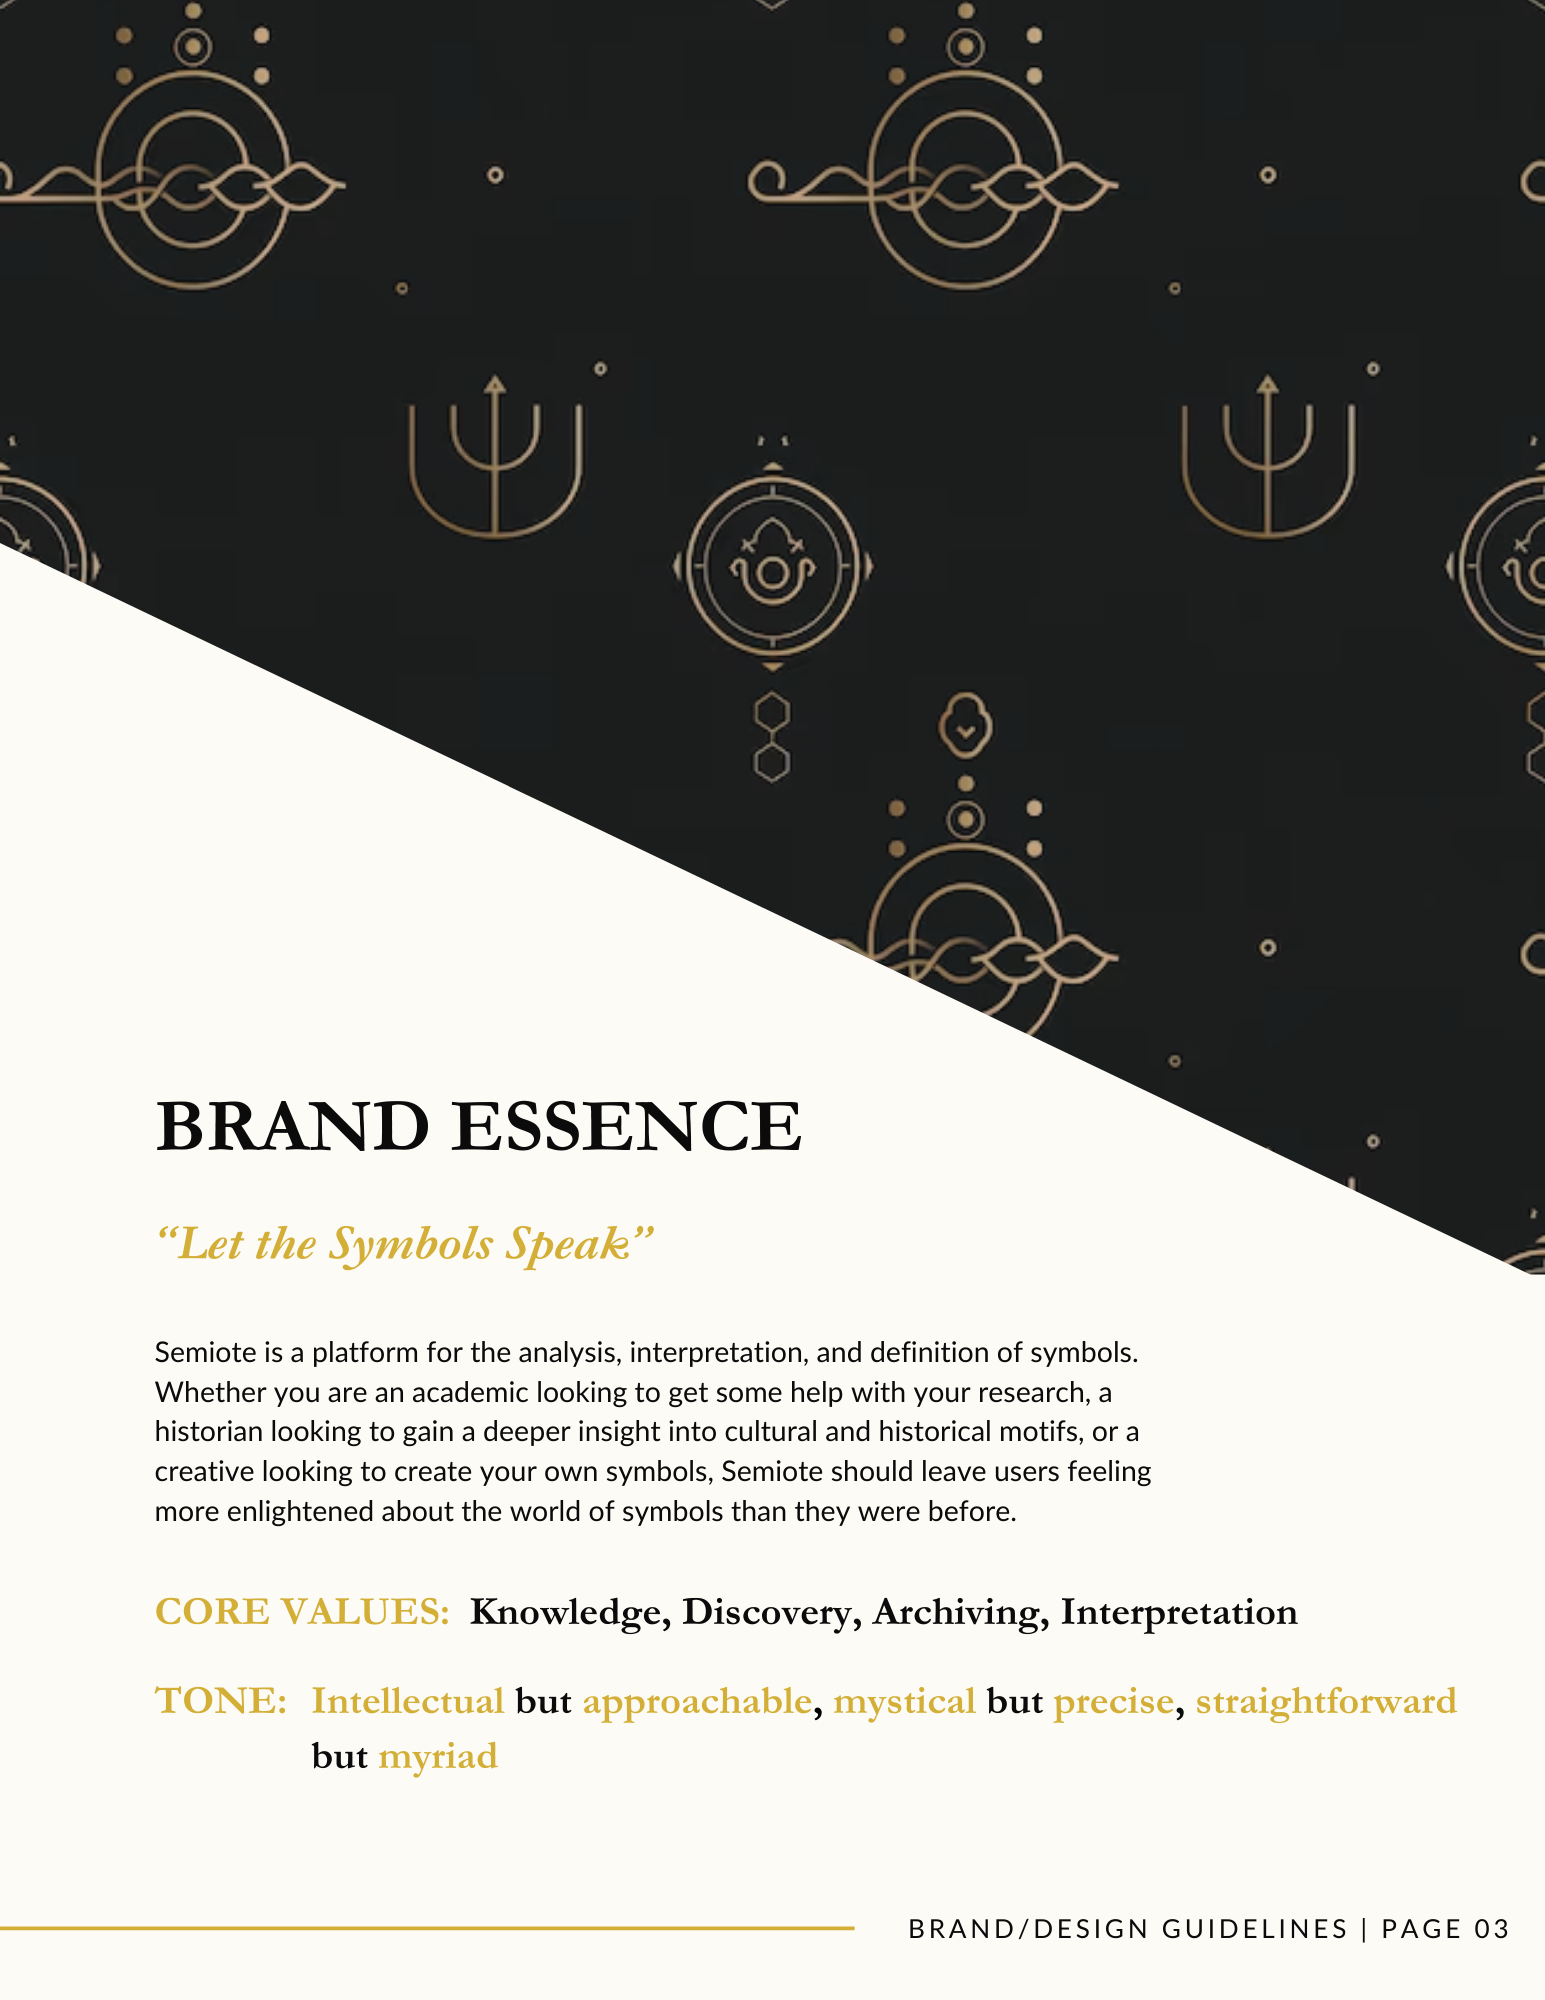 BRAND ESSENCE
“Let the Symbols Speak”
Semiote is a platform for the analysis, interpretation, and definition of symbols.
Whether you are an academic looking to get some help with your research, a
historian looking to gain a deeper insight into cultural and historical motifs, or a
creative looking to create your own symbols, Semiote should leave users feeling
more enlightened about the world of symbols than they were before.
CORE VALUES: Knowledge, Discovery, Archiving, Interpretation
TONE: Intellectual but approachable, mystical but precise, straightforward
but myriad
BRAND/DESIGN GUIDELINES | PAGE 03